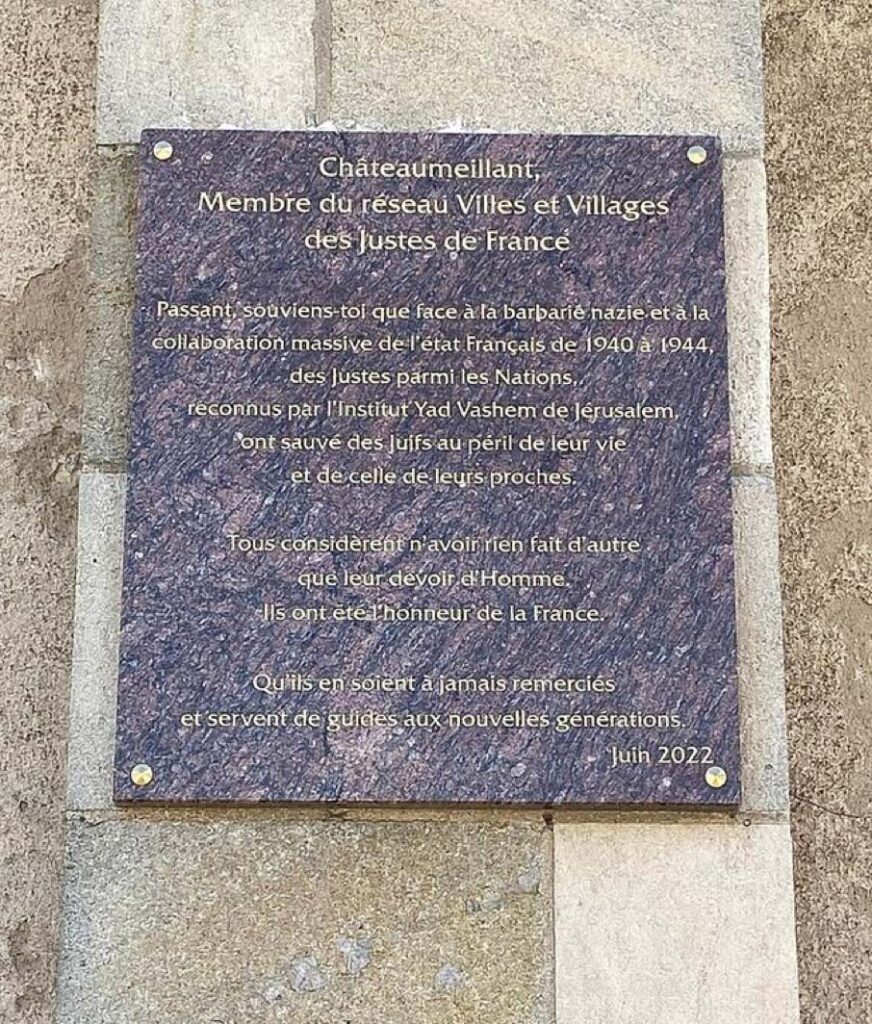 Châteaumeillant,
Membre du réseau Villes et Villages
des Justes de France
Passant, souviens-toi que face à la barbarie nazie et à la
collaboration massive de l'état Français de 1940 à 1944,
des Justes parmi les Nations,
reconnus par l'Institut Yad Vashem de Jérusalem,
ont sauvé des Juifs au péril de leur vie
et de celle de leurs proches.
Tous considèrent n'avoir rien fait d'autre
que leur devoir d'Homme.
Ils ont été l'honneur de la France.
Qu'ils en soient à jamais remerciés
et servent de guides aux nouvelles générations.
Juin 2022